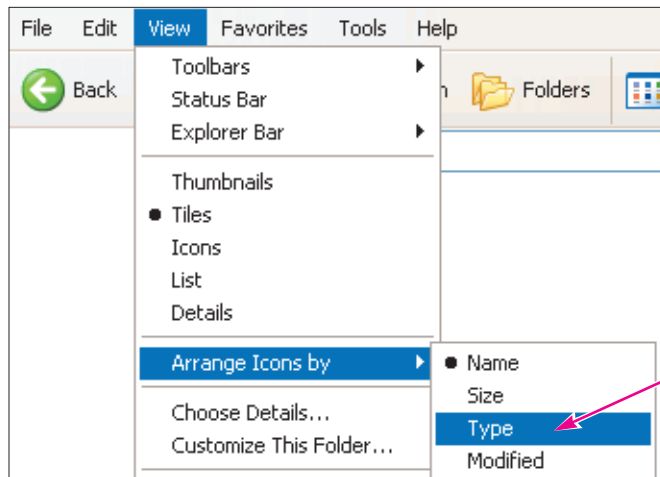 File Edit View Favorites Tools Help
Back
Folders
Toolbars
Status Bar
Explorer Bar
Thumbnails
Tiles
Icons
List
Details
Arrange Icons by
Choose Details...
Customize This Folder...
Name
Size
Type
Modified